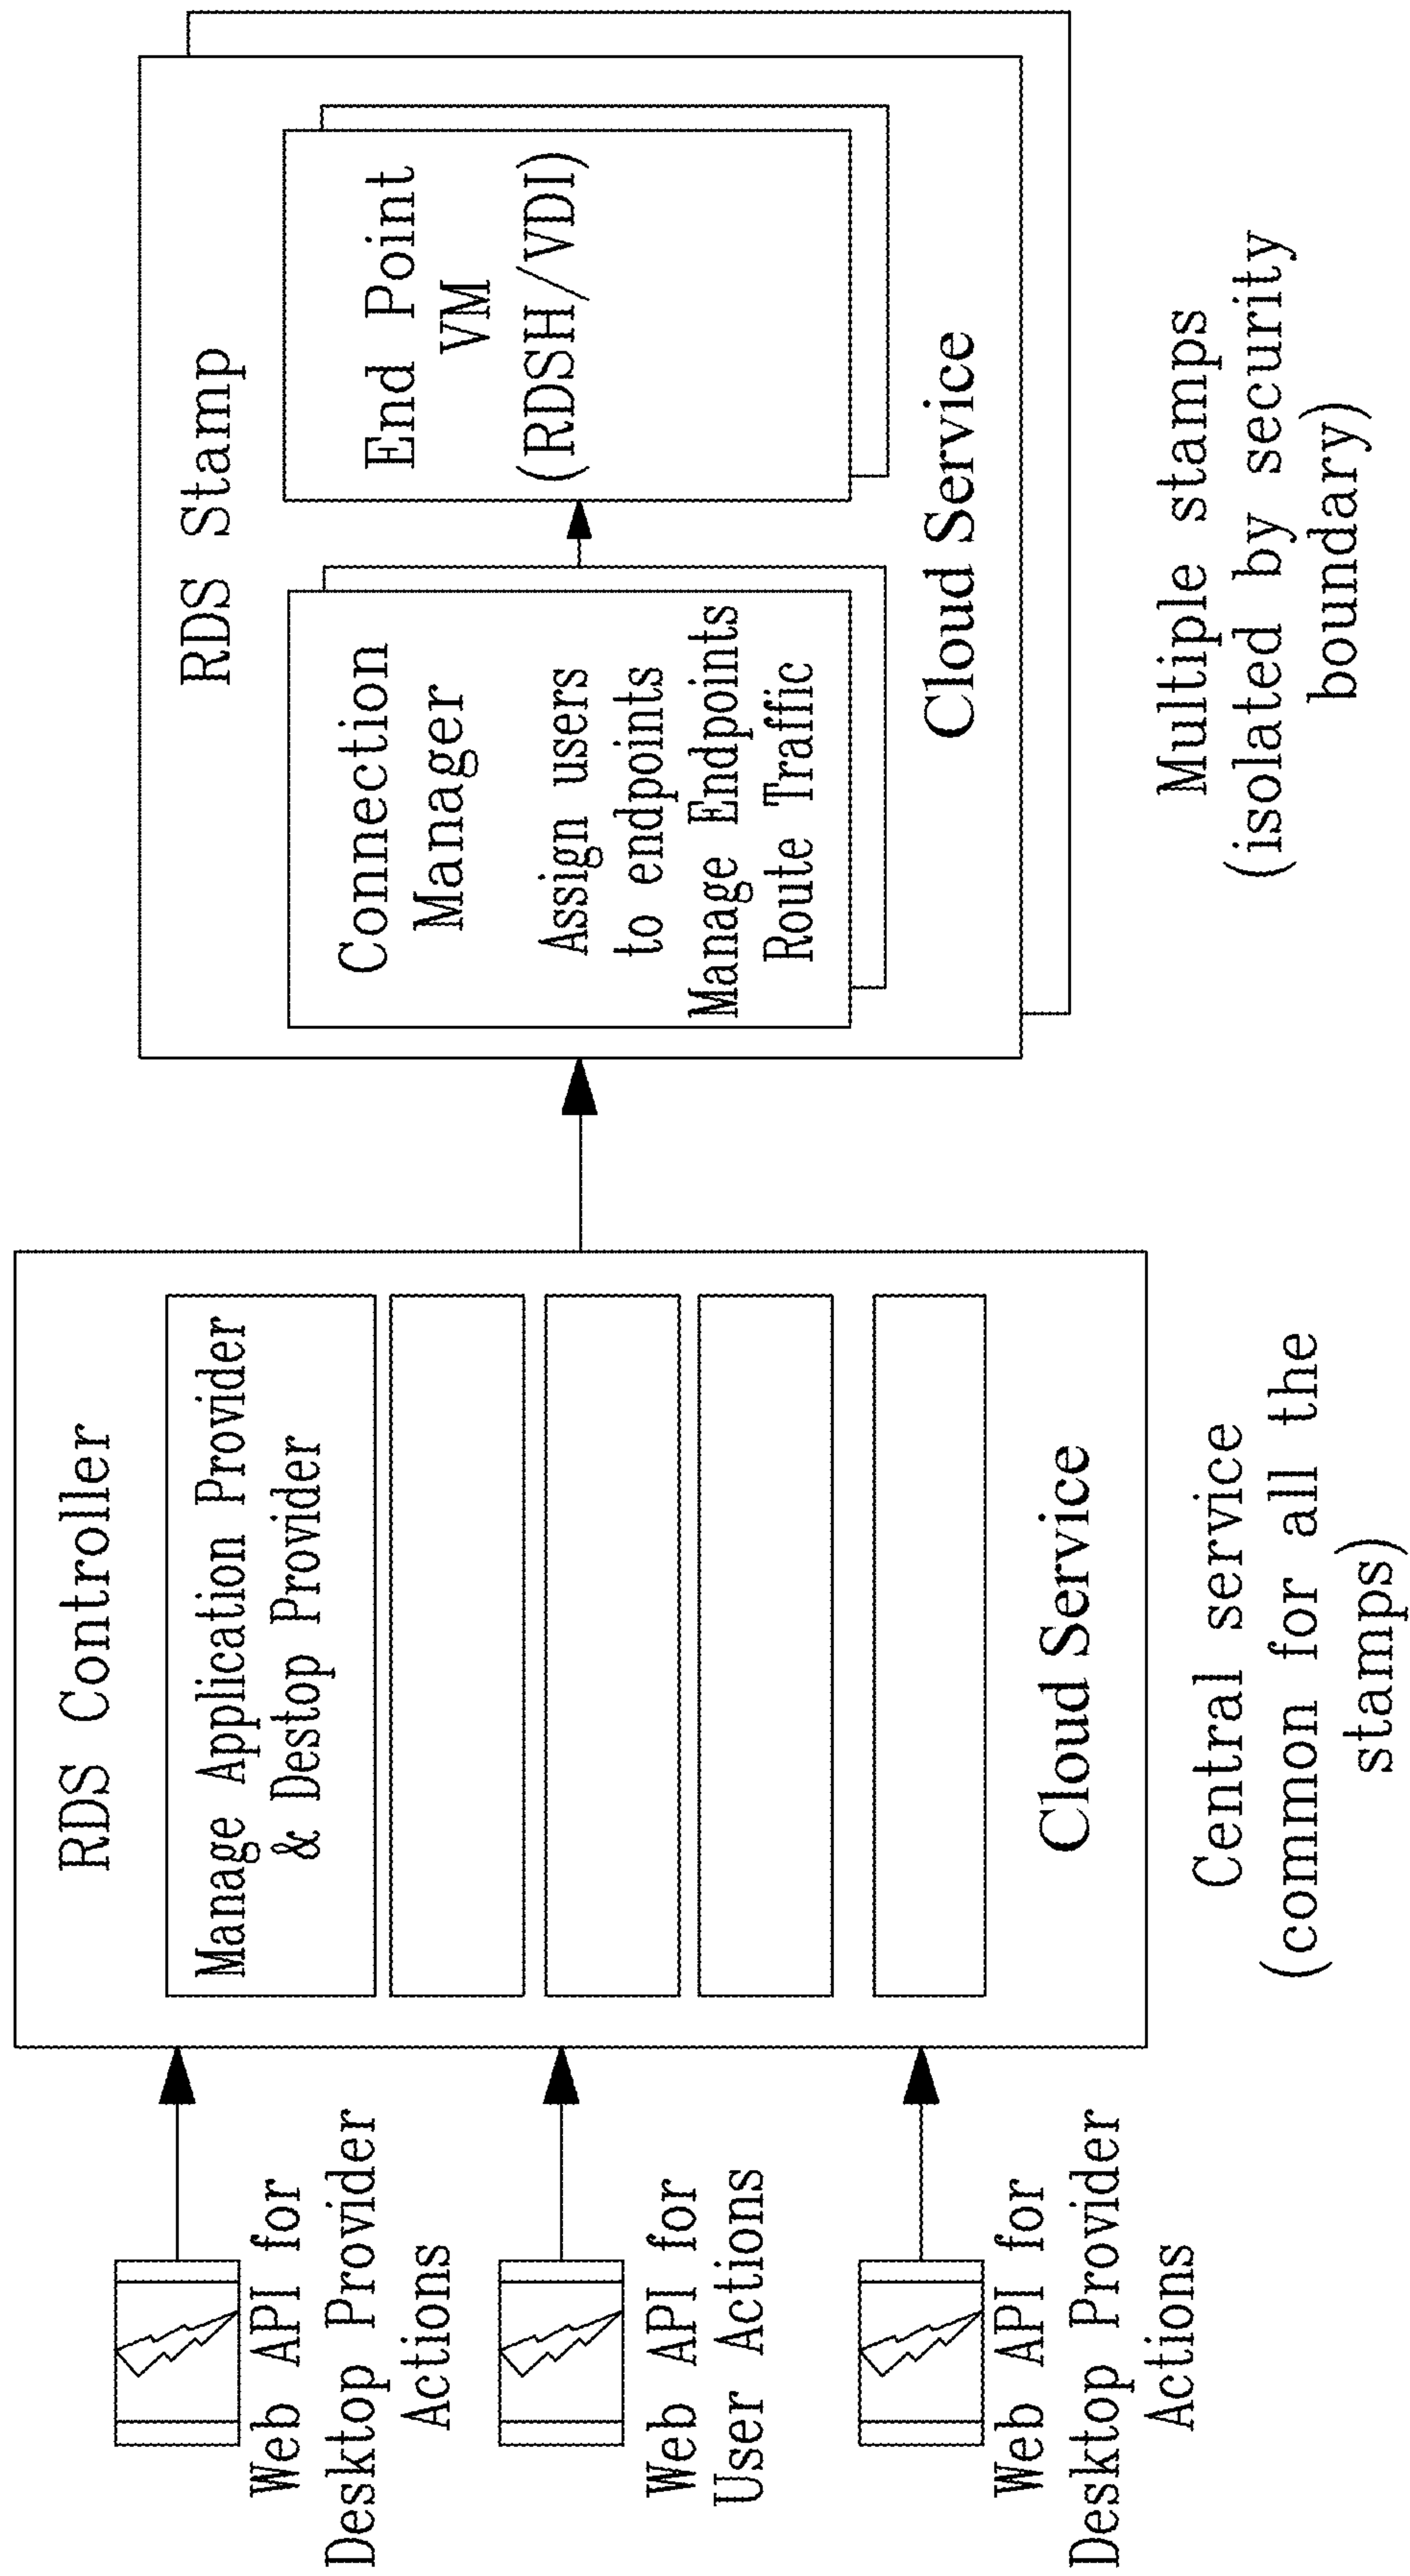 Web API for
Desktop Provider
Actions
Web API for
User Actions
Web API for
Desktop Provider
Actions
RDS Controller
Manage Application Provider
& Destop Provider
Cloud Service
Central service
(common for all the
stamps)
RDS Stamp
Connection
Manager
Assign users
to endpoints
Manage Endpoints
Route Traffic
End Point
VM
(RDSH/VDI)
Cloud Service
Multiple stamps
(isolated by security
boundary)